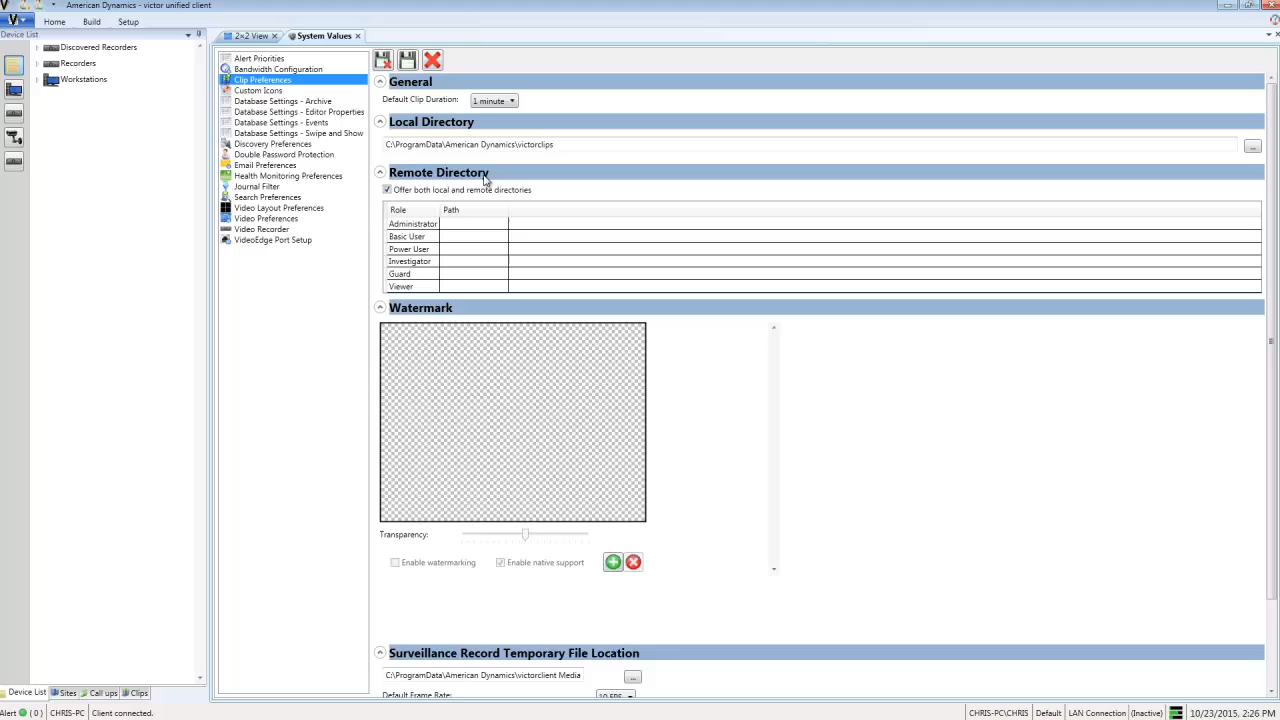 American Dynamics - victor unified client
Home Build Setup
Device List
Discovered Recorders
Recorders
Workstations
2×2 View
System Values
Alert Priorities
Bandwidth Configuration
Clip Preferences
Custom Icons
Database Settings - Archive
Database Settings - Editor Properties
Database Settings - Events
Database Settings - Swipe and Show
Discovery Preferences
Double Password Protection
Email Preferences
Health Monitoring Preferences
Journal Filter
Search Preferences
Video Layout Preferences
Video Preferences
Video Recorder
VideoEdge Port Setup
General
Default Clip Duration: 1 minute
Local Directory
C:\ProgramData\American Dynamics\victorclips
...
Remote Directory
Offer both local and remote directories
Role Path
Administrator
Basic User
Power User
Investigator
Guard
Viewer
Watermark
Transparency:
Enable watermarking Enable native support
Surveillance Record Temporary File Location
C:\ProgramData\American Dynamics\victorclient Media
...
Default Frame Rate: 10 FPS
Device List Sites Call ups Clips
Alert ( 0 ) CHRIS-PC Client connected.
CHRIS-PC\CHRIS Default LAN Connection (Inactive) 10/23/2015, 2:26 PM